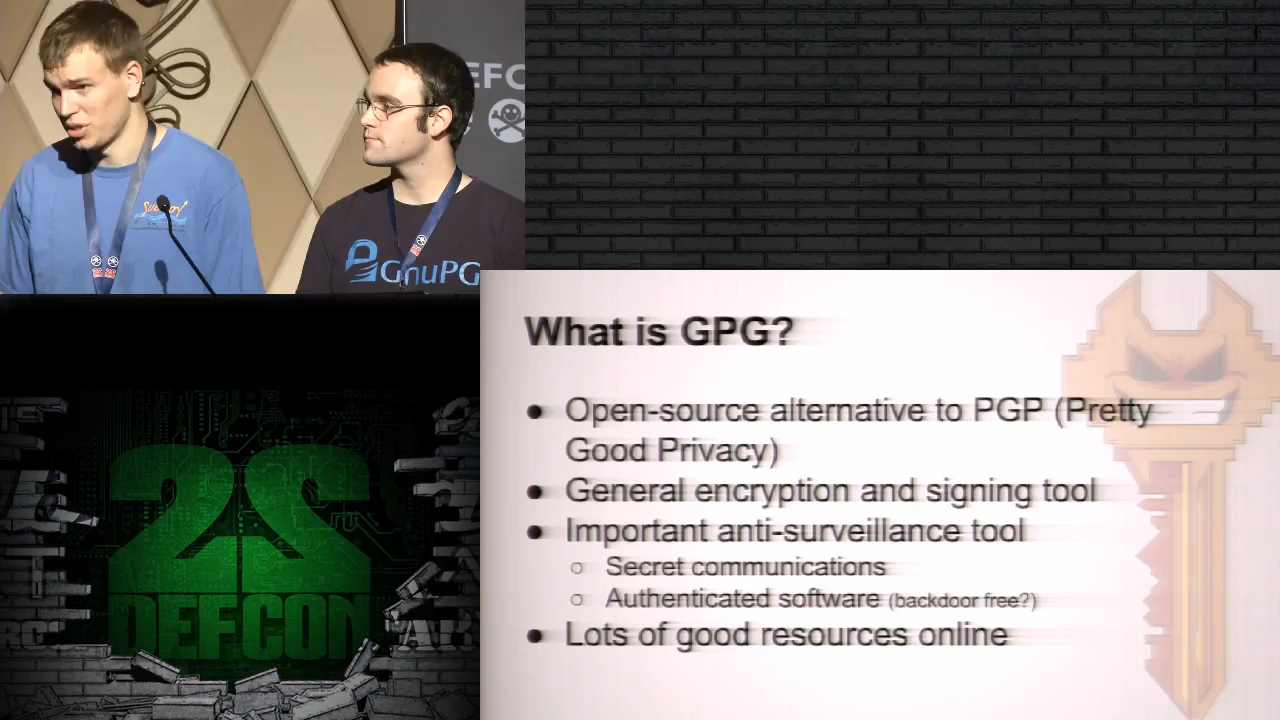 GnuPG
What is GPG?
● Open-source alternative to PGP (Pretty
Good Privacy)
● General encryption and signing tool
● Important anti-surveillance tool
○ Secret communications
○ Authenticated software (backdoor free?)
● Lots of good resources online
22
DEFCON